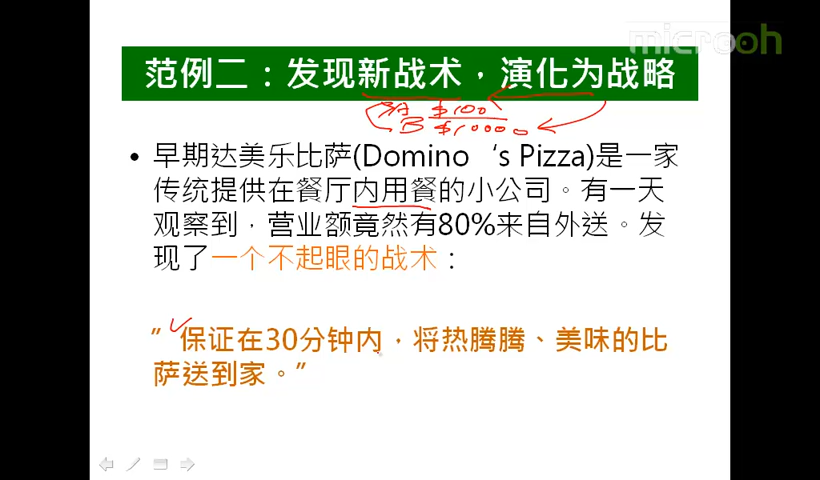 microoh
范例二：发现新战术，演化为战略
A $100
B $10000
• 早期达美乐比萨(Domino‘s Pizza)是一家
传统提供在餐厅内用餐的小公司。有一天
观察到，营业额竟然有80%来自外送。发
现了一个不起眼的战术：
”保证在30分钟内，将热腾腾、美味的比
萨送到家。”